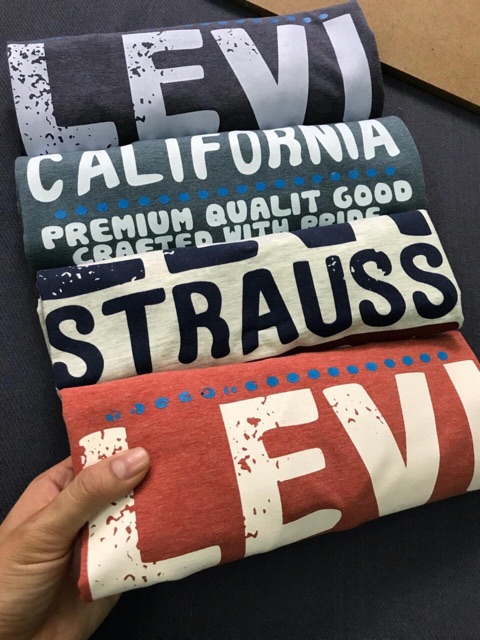 LEVI
CALIFORNIA
PREMIUM QUALIT GOOD
CRAFTED WITH PRIDE
STRAUSS
LEVI